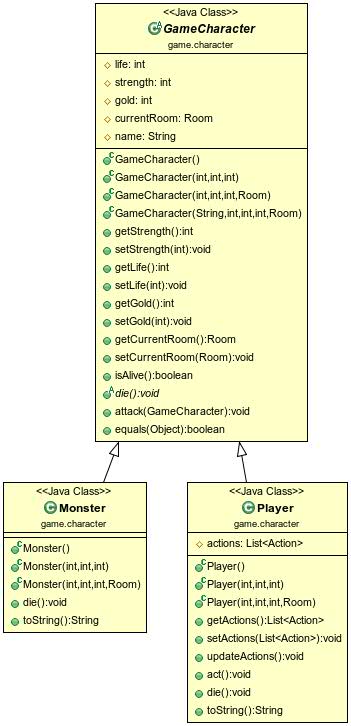 <<Java Class>>
GameCharacter
game.character
life: int
strength: int
gold: int
currentRoom: Room
name: String
GameCharacter()
GameCharacter(int,int,int)
GameCharacter(int,int,int,Room)
GameCharacter(String,int,int,int,Room)
getStrength():int
setStrength(int):void
getLife():int
setLife(int):void
getGold():int
setGold(int):void
getCurrentRoom():Room
setCurrentRoom(Room):void
isAlive():boolean
die():void
attack(GameCharacter):void
equals(Object):boolean
<<Java Class>>
Monster
game.character
Monster()
Monster(int,int,int)
Monster(int,int,int,Room)
die():void
toString():String
<<Java Class>>
Player
game.character
actions: List<Action>
Player()
Player(int,int,int)
Player(int,int,int,Room)
getActions():List<Action>
setActions(List<Action>):void
updateActions():void
act():void
die():void
toString():String